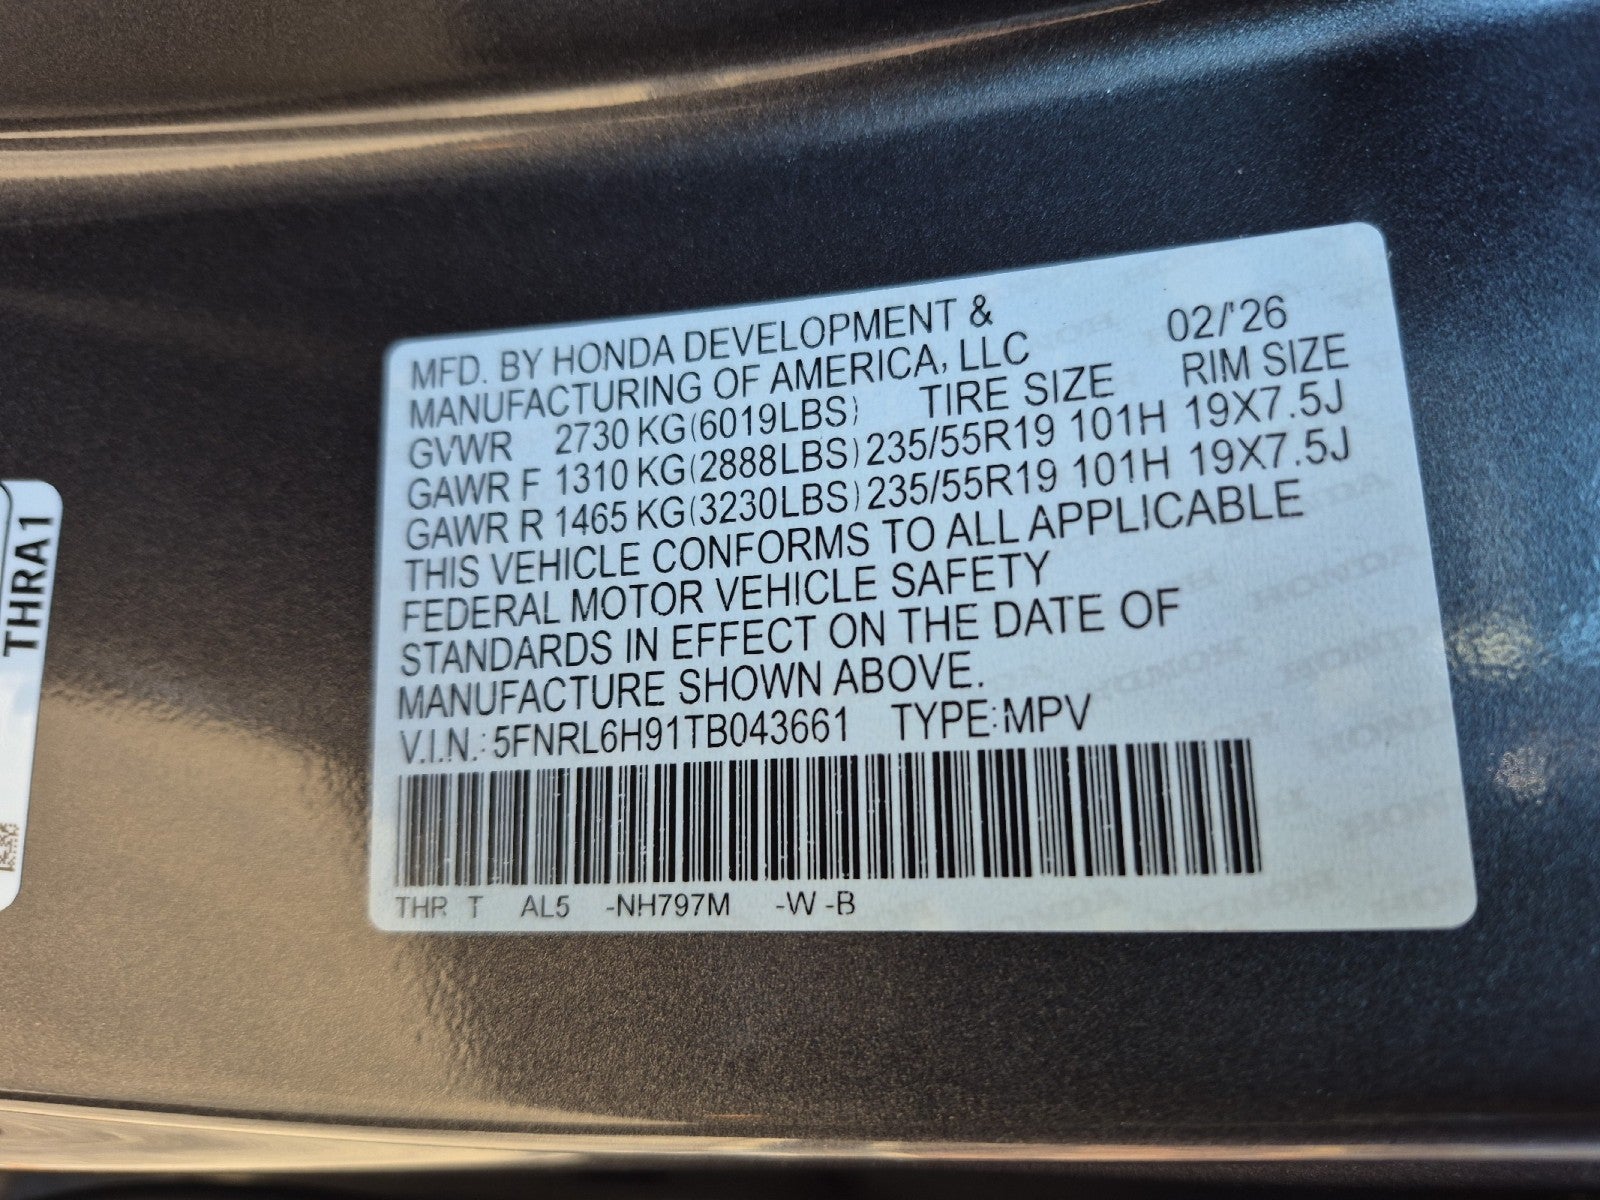 MFD. BY HONDA DEVELOPMENT & 02/'26
MANUFACTURING OF AMERICA, LLC
GVWR 2730 KG(6019LBS) TIRE SIZE RIM SIZE
GAWR F 1310 KG(2888LBS) 235/55R19 101H 19X7.5J
GAWR R 1465 KG(3230LBS) 235/55R19 101H 19X7.5J
THIS VEHICLE CONFORMS TO ALL APPLICABLE
FEDERAL MOTOR VEHICLE SAFETY
STANDARDS IN EFFECT ON THE DATE OF
MANUFACTURE SHOWN ABOVE.
V.I.N.: 5FNRL6H91TB043661 TYPE:MPV
THR T AL5 -NH797M -W -B
THRA1